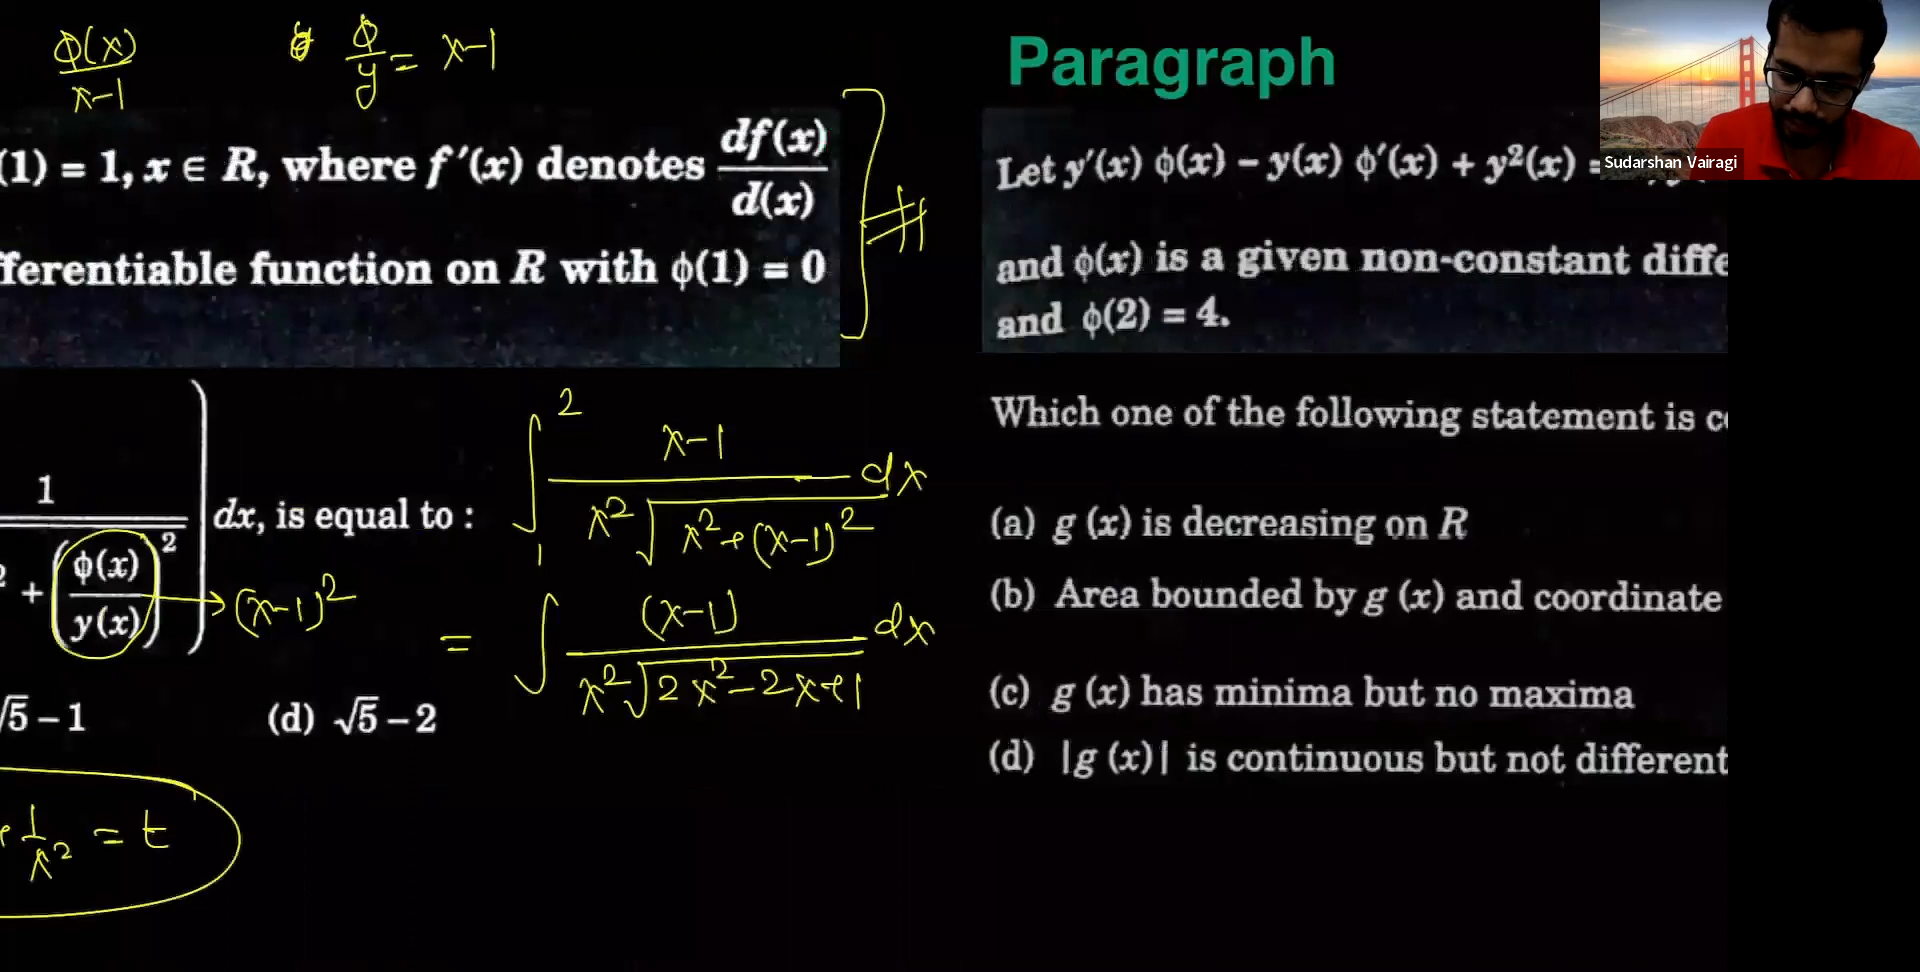 φ(x)
x-1
φ
y
= x-1
Paragraph
(1) = 1, x ∈ R, where f′(x) denotes df(x)
d(x)
ferentiable function on R with φ(1) = 0
Let y′(x) φ(x) – y(x) φ′(x) + y²(x) =
Sudarshan Vairagi
and φ(x) is a given non-constant diffe
and φ(2) = 4.
1
2 + (φ(x)
y(x))²
) dx, is equal to :
→ (x-1)²
√5 – 1
(d) √5 – 2
+ 1
x² = t
∫ 2
1
x-1
x²√x²+(x-1)²
dx
= ∫ (x-1)
x²√2x²-2x+1
dx
Which one of the following statement is c
(a) g (x) is decreasing on R
(b) Area bounded by g (x) and coordinate
(c) g (x) has minima but no maxima
(d) |g (x)| is continuous but not different